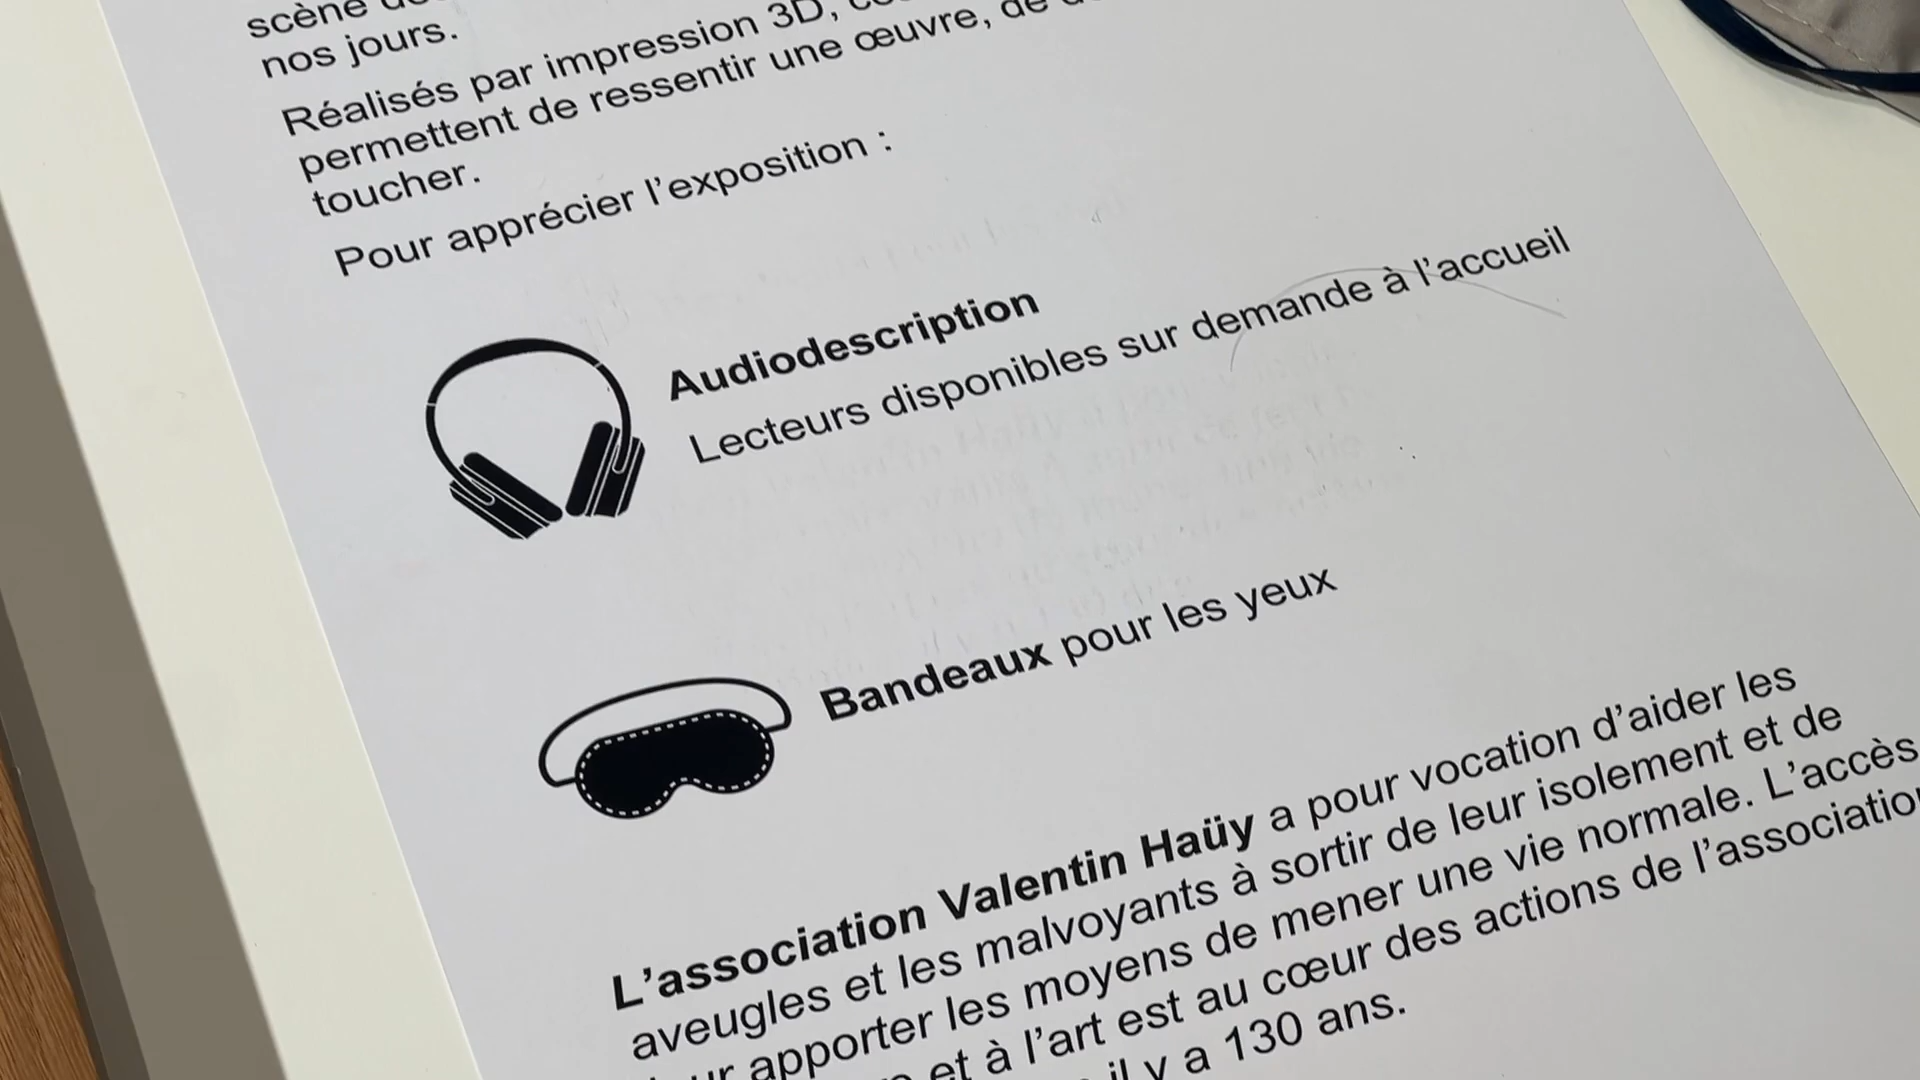 scène
nos jours.
Réalisés par impression 3D,
permettent de ressentir une œuvre, de
toucher.
Pour apprécier l’exposition :
Audiodescription
Lecteurs disponibles sur demande à l’accueil
Bandeaux pour les yeux
L’association Valentin Haüy a pour vocation d’aider les
aveugles et les malvoyants à sortir de leur isolement et de
apporter les moyens de mener une vie normale. L’accès
et à l’art est au cœur des actions de l’association
il y a 130 ans.